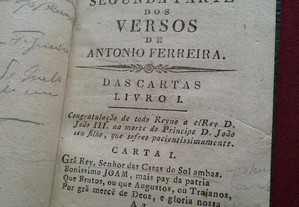 SEGUNDA PARTE
DOS
VERSOS
DE
ANTONIO FERREIRA.
DAS CARTAS
LIVRO I.
Congratulação de todo Reyno a elRey D.
João III. na morte do Principe D. João
seu filho, que sofreo pacientissimamente.
CARTA I.
Grã Rey, Senhor das Casas do Sol ambas.
Bonissimo JOAM, mais pay da patria
Que Brutos, ou que Augustos, ou Trajanos,
Por grã mercê de Deos, e gloria nossa